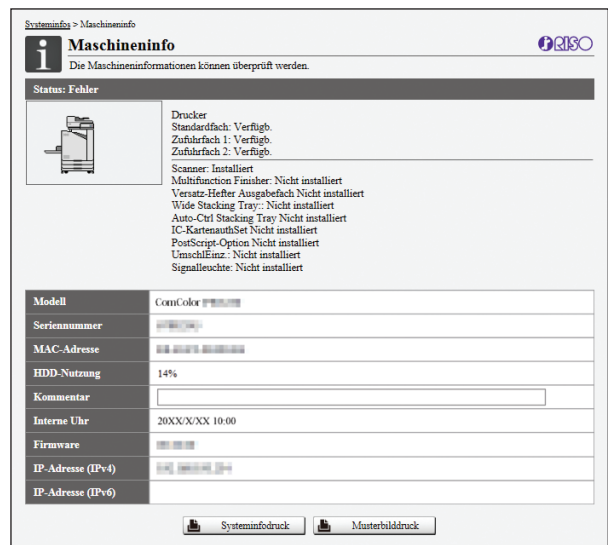 Systeminfos > Maschineninfo
Maschineninfo
RISO
Die Maschineninformationen können überprüft werden.
Status: Fehler
Drucker
Standardfach: Verfügb.
Zufuhrfach 1: Verfügb.
Zufuhrfach 2: Verfügb.
Scanner: Installiert
Multifunction Finisher: Nicht installiert
Versatz-Hefter Ausgabefach Nicht installiert
Wide Stacking Tray:: Nicht installiert
Auto-Ctrl Stacking Tray Nicht installiert
IC-KartenauthSet Nicht installiert
PostScript-Option Nicht installiert
UmschlEinz.: Nicht installiert
Signalleuchte: Nicht installiert
Modell ComColor
Seriennummer
MAC-Adresse
HDD-Nutzung 14%
Kommentar
Interne Uhr 20XX/X/XX 10:00
Firmware
IP-Adresse (IPv4)
IP-Adresse (IPv6)
Systeminfodruck Musterbilddruck